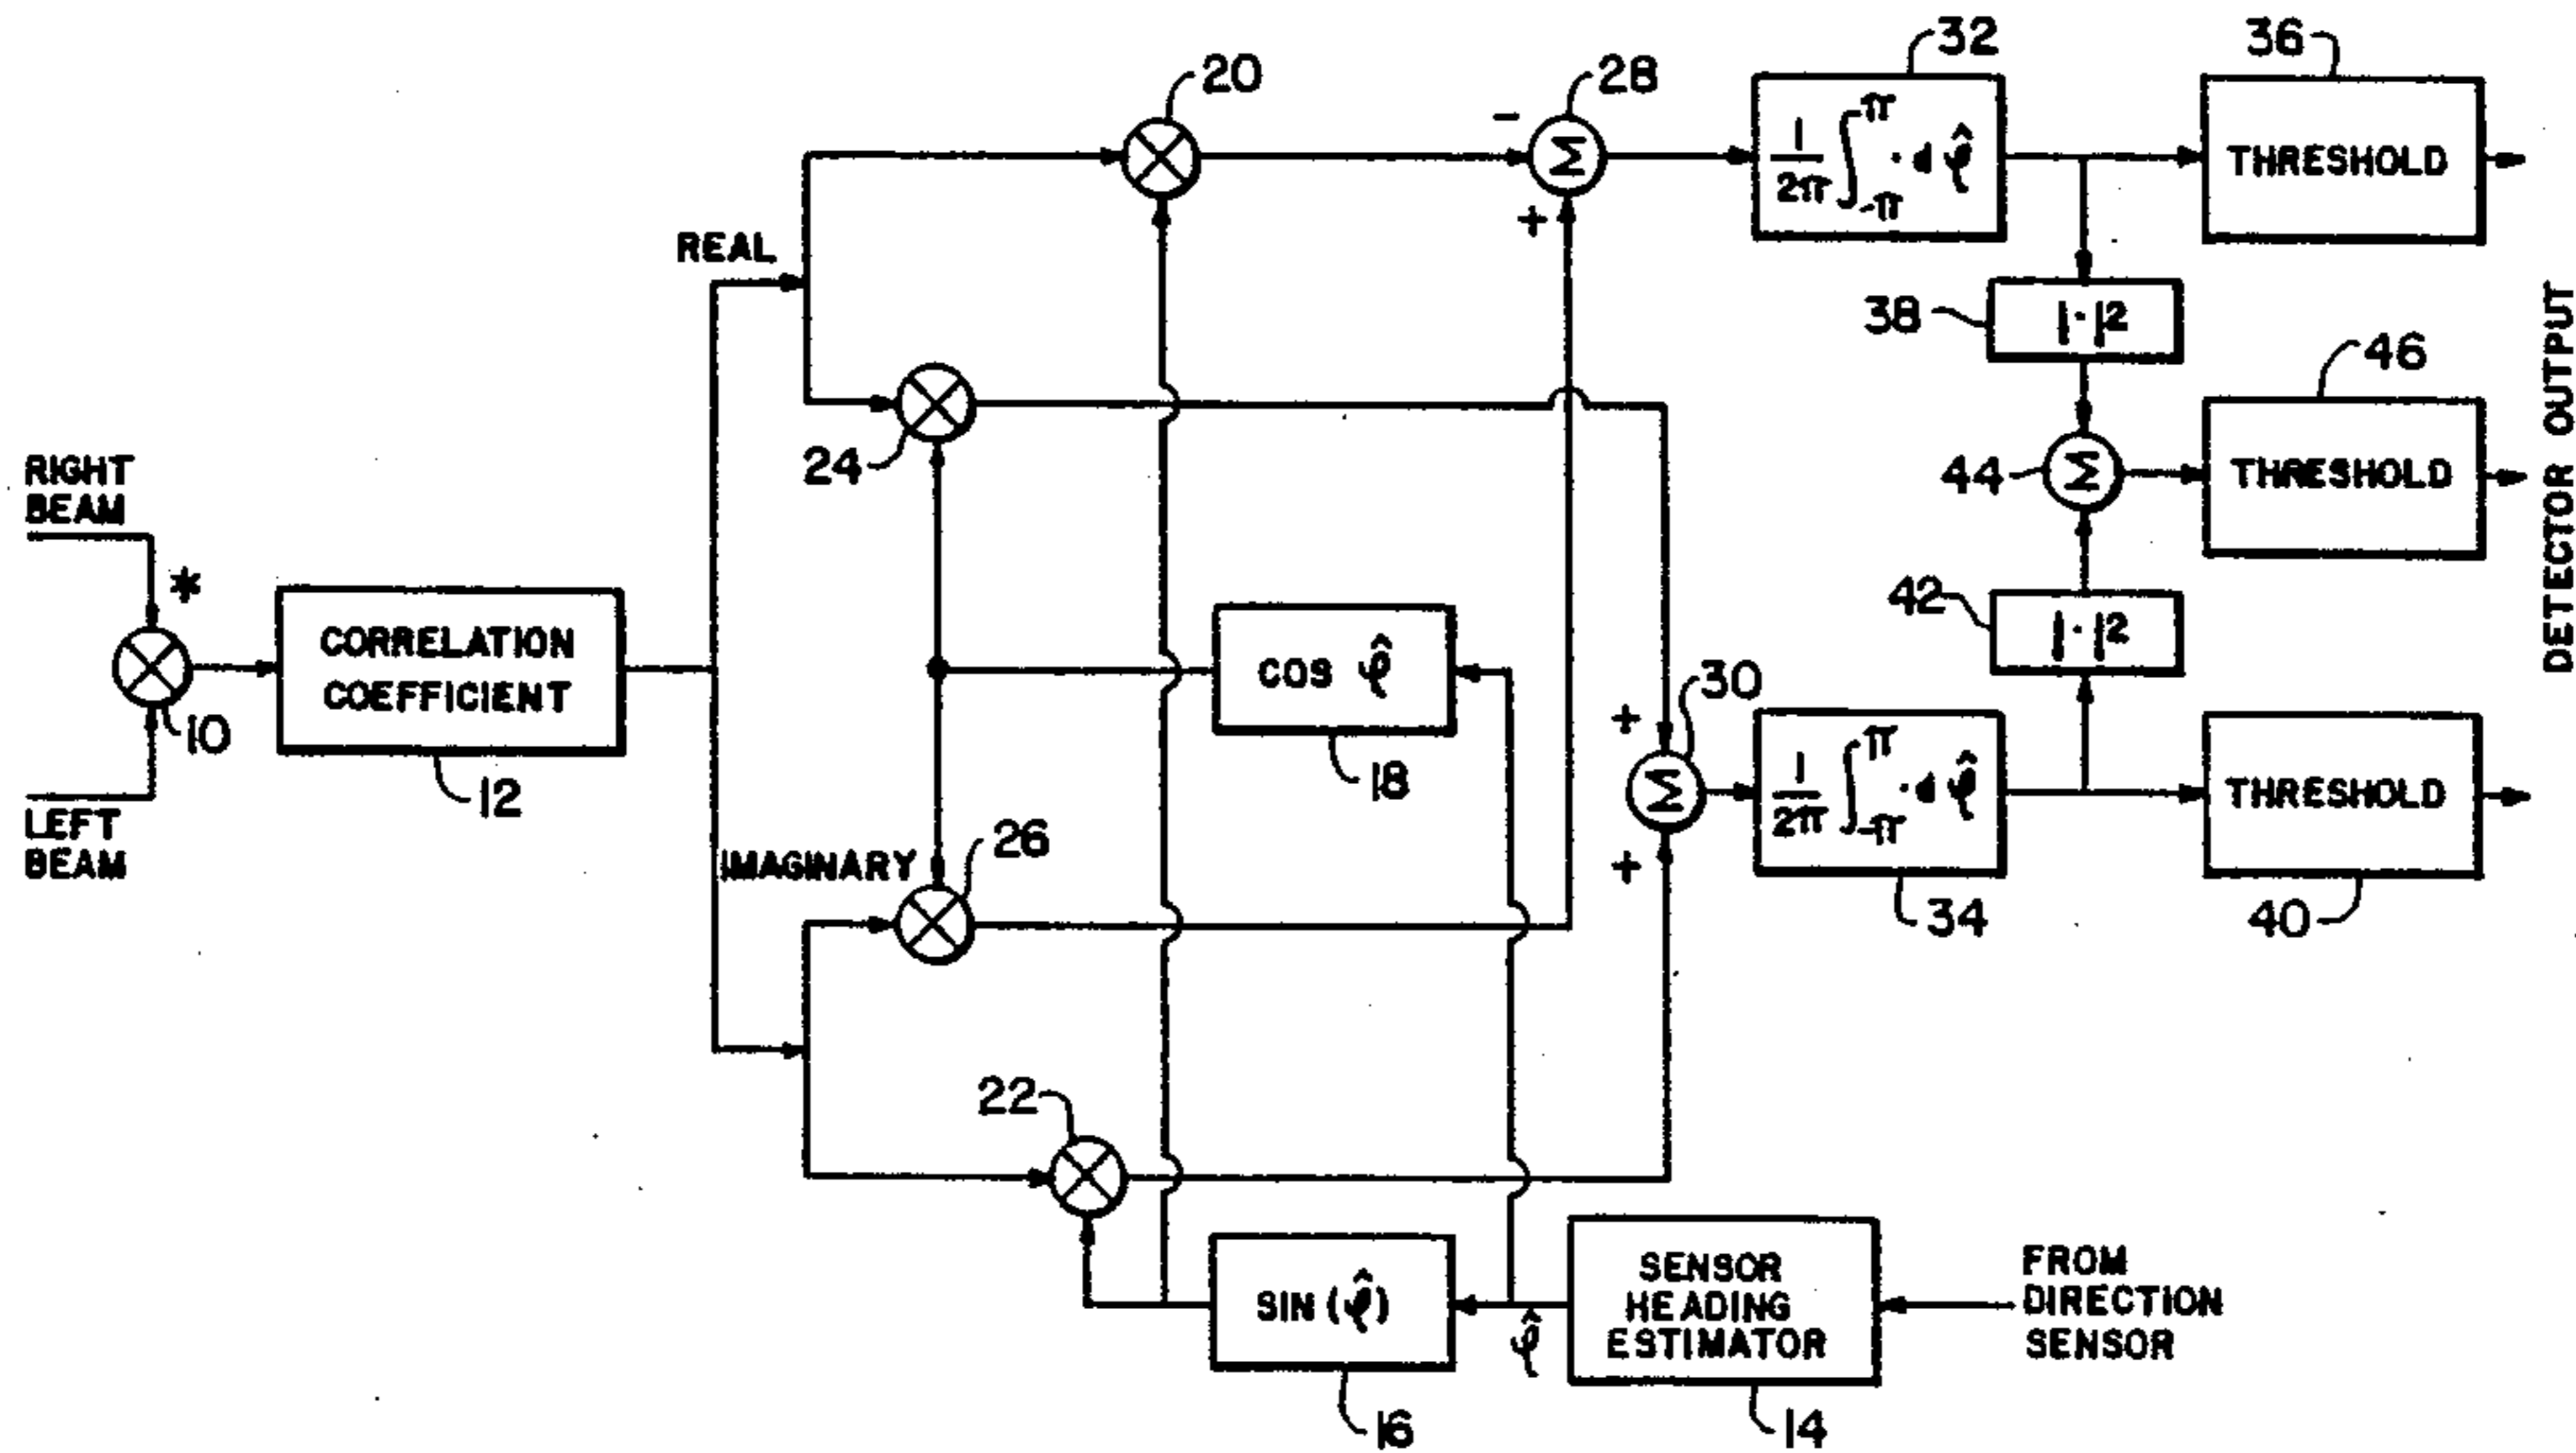 20
28
32
36
-
Σ
1/2π ∫_{-π}^{π} · d φ̂
THRESHOLD
+
REAL
38
|·|²
46
24
RIGHT
BEAM
*
44
Σ
THRESHOLD
DETECTOR OUTPUT
42
|·|²
CORRELATION
COEFFICIENT
COS φ̂
10
12
LEFT
BEAM
18
+
30
Σ
+
1/2π ∫_{-π}^{π} · d φ̂
THRESHOLD
IMAGINARY
26
34
40
22
SIN (φ̂)
φ̂
SENSOR
HEADING
ESTIMATOR
FROM
DIRECTION
SENSOR
16
14